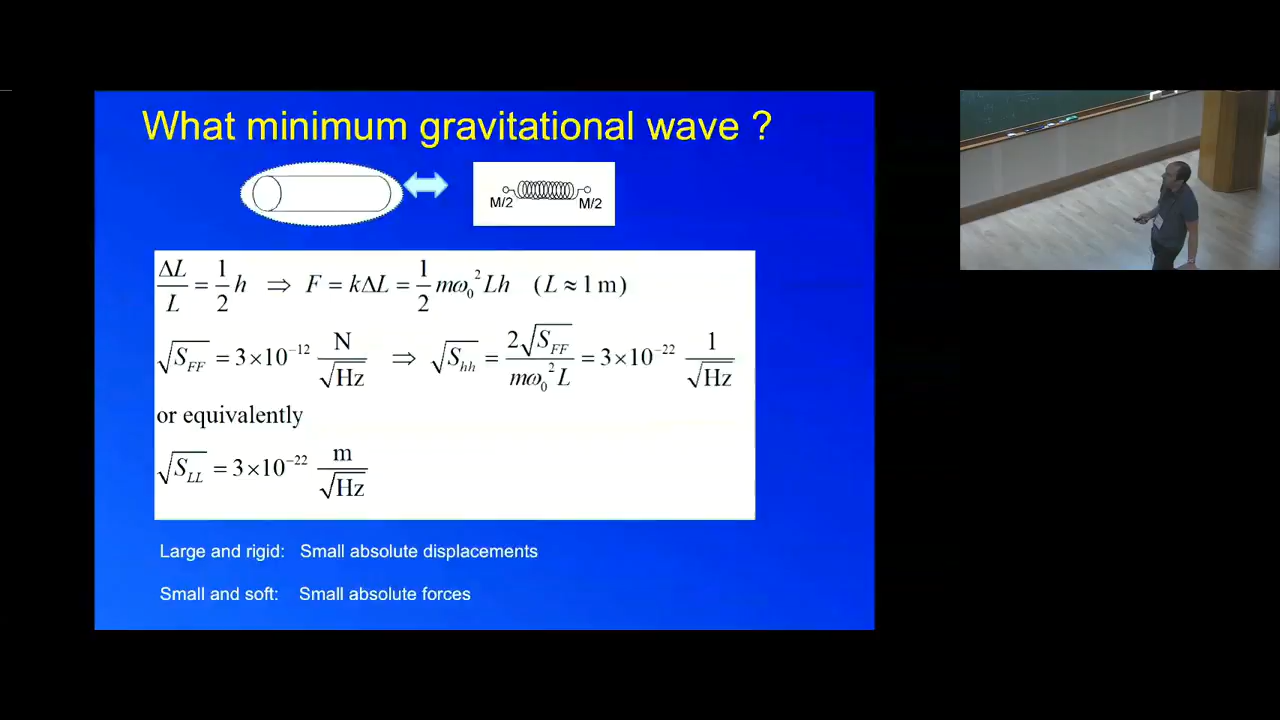 What minimum gravitational wave ?
M/2 M/2
ΔL/L = 1/2 h ⇒ F = kΔL = 1/2 mω₀² Lh (L ≈ 1 m)
√S_FF = 3×10⁻¹² N/√Hz ⇒ √S_hh = 2√S_FF / mω₀² L = 3×10⁻²² 1/√Hz
or equivalently
√S_LL = 3×10⁻²² m/√Hz
Large and rigid: Small absolute displacements
Small and soft: Small absolute forces